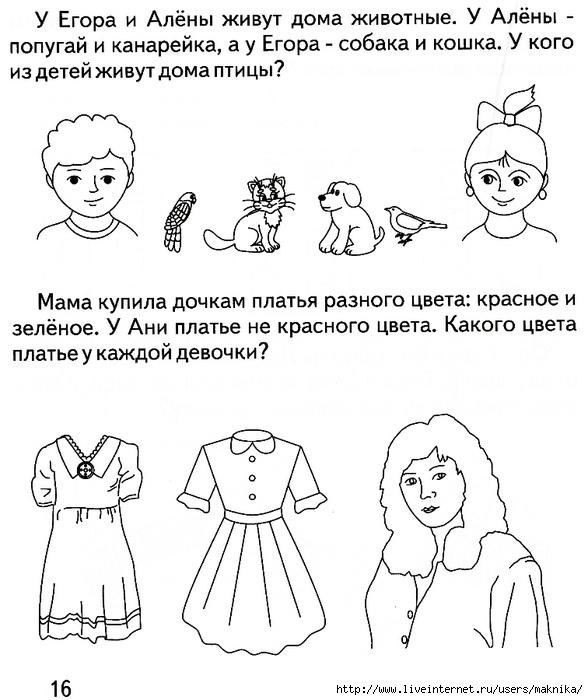 У Егора и Алёны живут дома животные. У Алёны -
попугай и канарейка, а у Егора - собака и кошка. У кого
из детей живут дома птицы?
Мама купила дочкам платья разного цвета: красное и
зелёное. У Ани платье не красного цвета. Какого цвета
платье у каждой девочки?
16
http://www.liveinternet.ru/users/maknika/